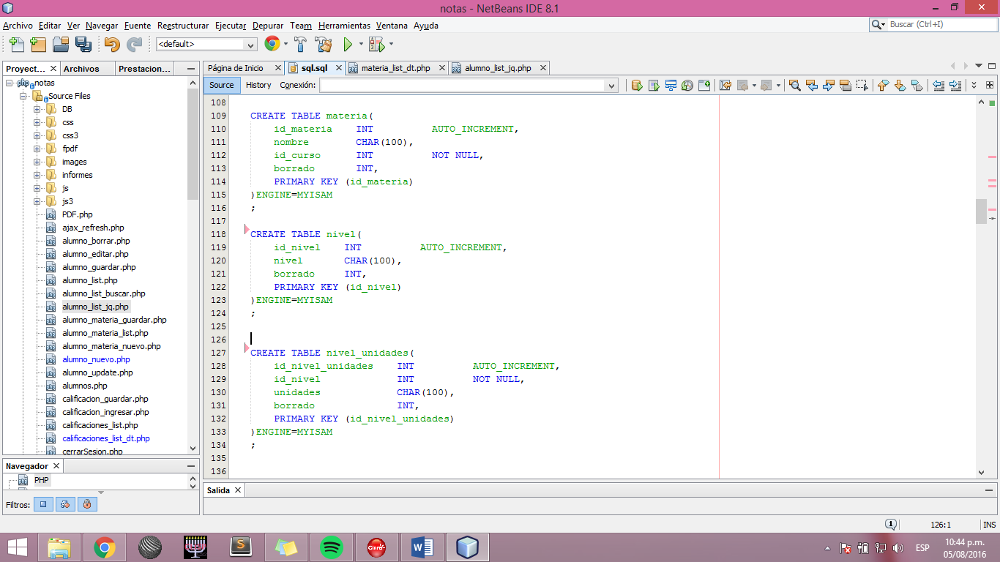 notas - NetBeans IDE 8.1
Archivo Editar Ver Navegar Fuente Reestructurar Ejecutar Depurar Team Herramientas Ventana Ayuda
Buscar (Ctrl+I)
<default>
Proyect... Archivos Prestacion...
Página de Inicio sql.sql materia_list_dt.php alumno_list_jq.php
Source History Conexión:
notas
Source Files
DB
css
css3
fpdf
images
informes
js
js3
PDF.php
ajax_refresh.php
alumno_borrar.php
alumno_editar.php
alumno_guardar.php
alumno_list.php
alumno_list_buscar.php
alumno_list_jq.php
alumno_materia_guardar.php
alumno_materia_list.php
alumno_materia_nuevo.php
alumno_nuevo.php
alumno_update.php
alumnos.php
calificacion_guardar.php
calificacion_ingresar.php
calificaciones_list.php
calificaciones_list_dt.php
cerrarSesion.php
Navegador
PHP
Filtros:
108
109 CREATE TABLE materia(
110 id_materia INT AUTO_INCREMENT,
111 nombre CHAR(100),
112 id_curso INT NOT NULL,
113 borrado INT,
114 PRIMARY KEY (id_materia)
115 )ENGINE=MYISAM
116 ;
117
118 CREATE TABLE nivel(
119 id_nivel INT AUTO_INCREMENT,
120 nivel CHAR(100),
121 borrado INT,
122 PRIMARY KEY (id_nivel)
123 )ENGINE=MYISAM
124 ;
125
126
127 CREATE TABLE nivel_unidades(
128 id_nivel_unidades INT AUTO_INCREMENT,
129 id_nivel INT NOT NULL,
130 unidades CHAR(100),
131 borrado INT,
132 PRIMARY KEY (id_nivel_unidades)
133 )ENGINE=MYISAM
134 ;
135
136
Salida
1 126:1 INS
S Claro W ESP 10:44 p.m.
05/08/2016